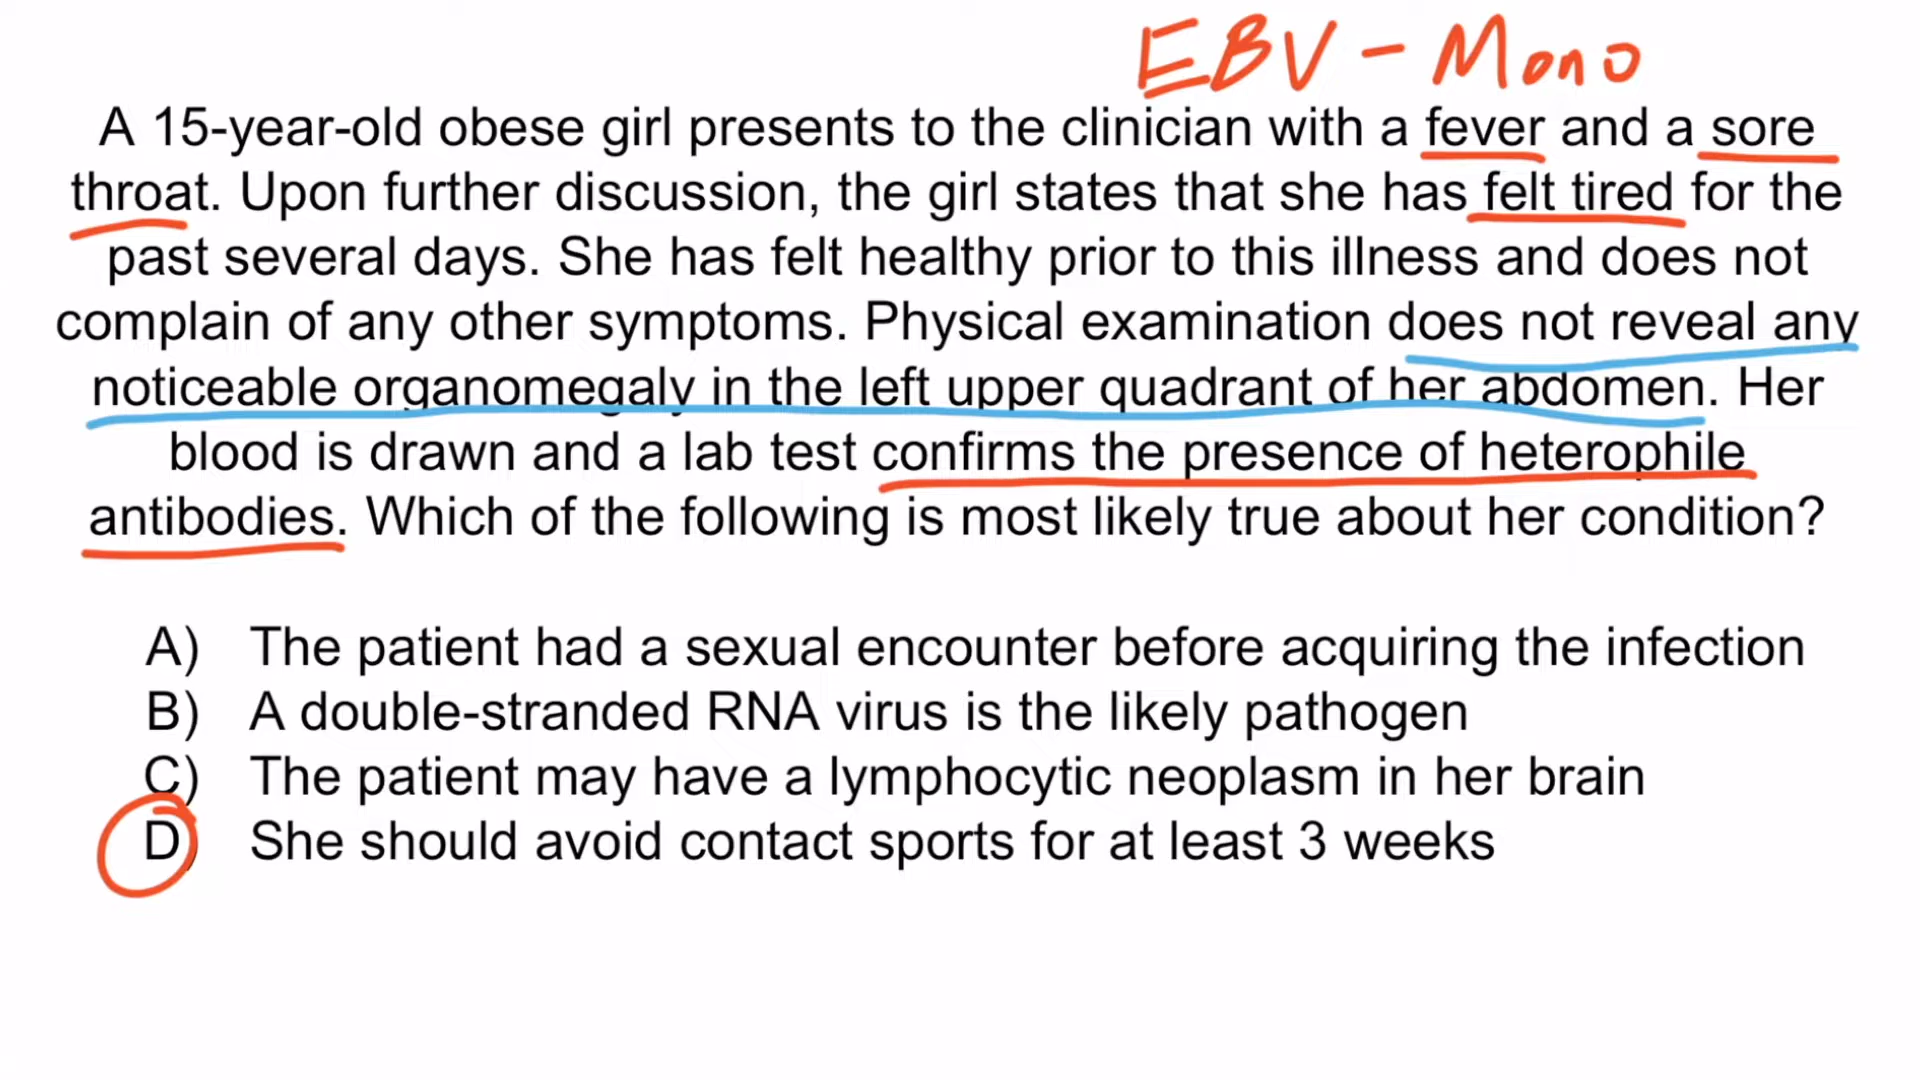 EBV - Mono
A 15-year-old obese girl presents to the clinician with a fever and a sore
throat. Upon further discussion, the girl states that she has felt tired for the
past several days. She has felt healthy prior to this illness and does not
complain of any other symptoms. Physical examination does not reveal any
noticeable organomegaly in the left upper quadrant of her abdomen. Her
blood is drawn and a lab test confirms the presence of heterophile
antibodies. Which of the following is most likely true about her condition?
A) The patient had a sexual encounter before acquiring the infection
B) A double-stranded RNA virus is the likely pathogen
C) The patient may have a lymphocytic neoplasm in her brain
D) She should avoid contact sports for at least 3 weeks